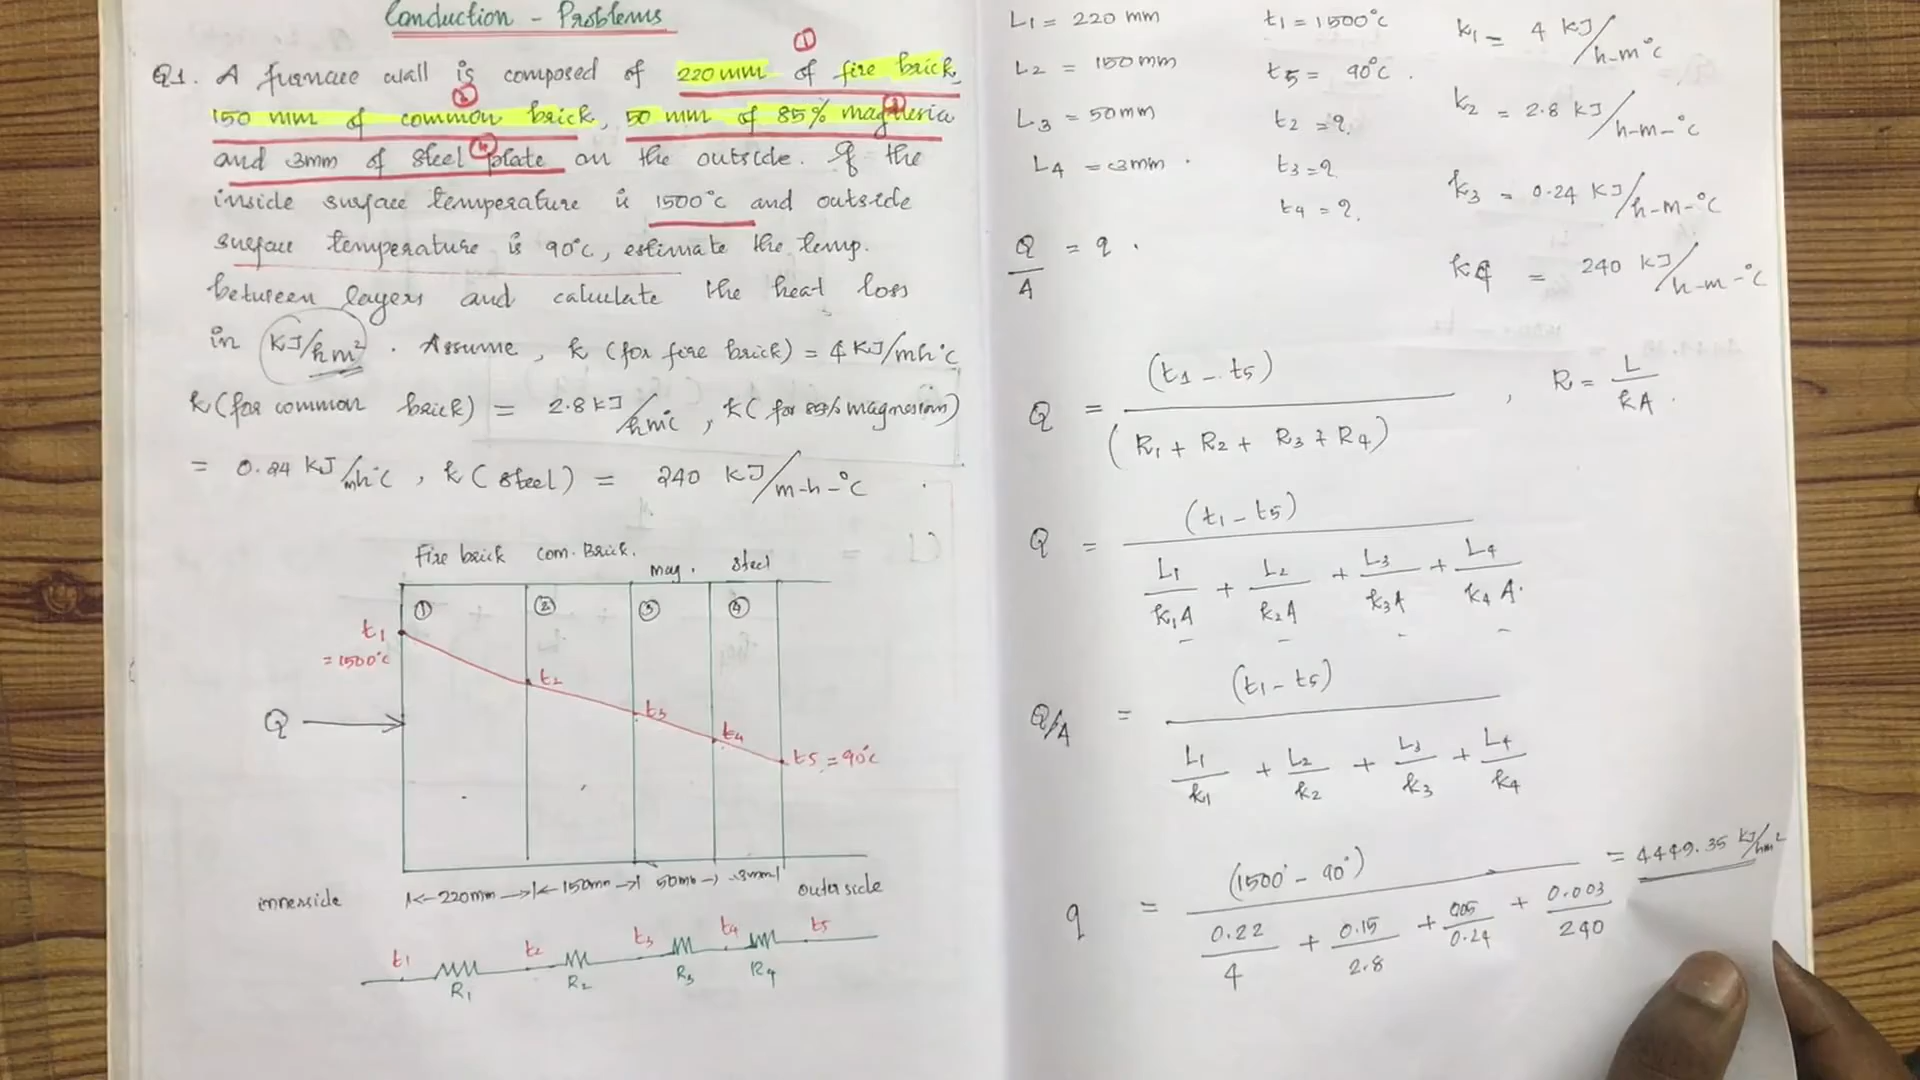 Conduction - Problems
①
Q1. A furnace wall is composed of 220 mm of fire brick,
②
150 mm of common brick, 50 mm of 85% magnesia
and 3mm of steel plate on the outside. If the
inside surface temperature is 1500°C and outside
surface temperature is 90°C, estimate the temp.
between layers and calculate the heat loss
in KJ/hm². Assume, k (for fire brick) = 4 KJ/mh°C
k (for common brick) = 2.8 KJ/hm°C, k (for 85% magnesian)
= 0.24 KJ/mh°C, k (steel) = 240 KJ/m-h-°C
Fire brick com. Brick. mag. steel
① ② ③ ④
t1
= 1500°C
t2
Q
t3
t4
t5 = 90°C
innerside 220mm 150mm 50mm 3mm outer side
t1 t2 t3 t4 t5
R1 R2 R3 R4
L1 = 220 mm t1 = 1500°C k1 = 4 KJ/h-m°C
L2 = 150 mm t5 = 90°C. k2 = 2.8 KJ/h-m-°C
L3 = 50mm t2 = ?
L4 = 3mm. t3 = ? k3 = 0.24 KJ/h-m-°C
t4 = ?
Q/A = q. k4 = 240 KJ/h-m-°C
Q = (t1 - t5) / (R1 + R2 + R3 + R4), R = L/kA.
Q = (t1 - t5) / L1/k1A + L2/k2A + L3/k3A + L4/k4A.
Q/A = (t1 - t5) / L1/k1 + L2/k2 + L3/k3 + L4/k4
q = (1500° - 90°) / 0.22/4 + 0.15/2.8 + 0.05/0.24 + 0.003/240 = 4449.35 KJ/hm²